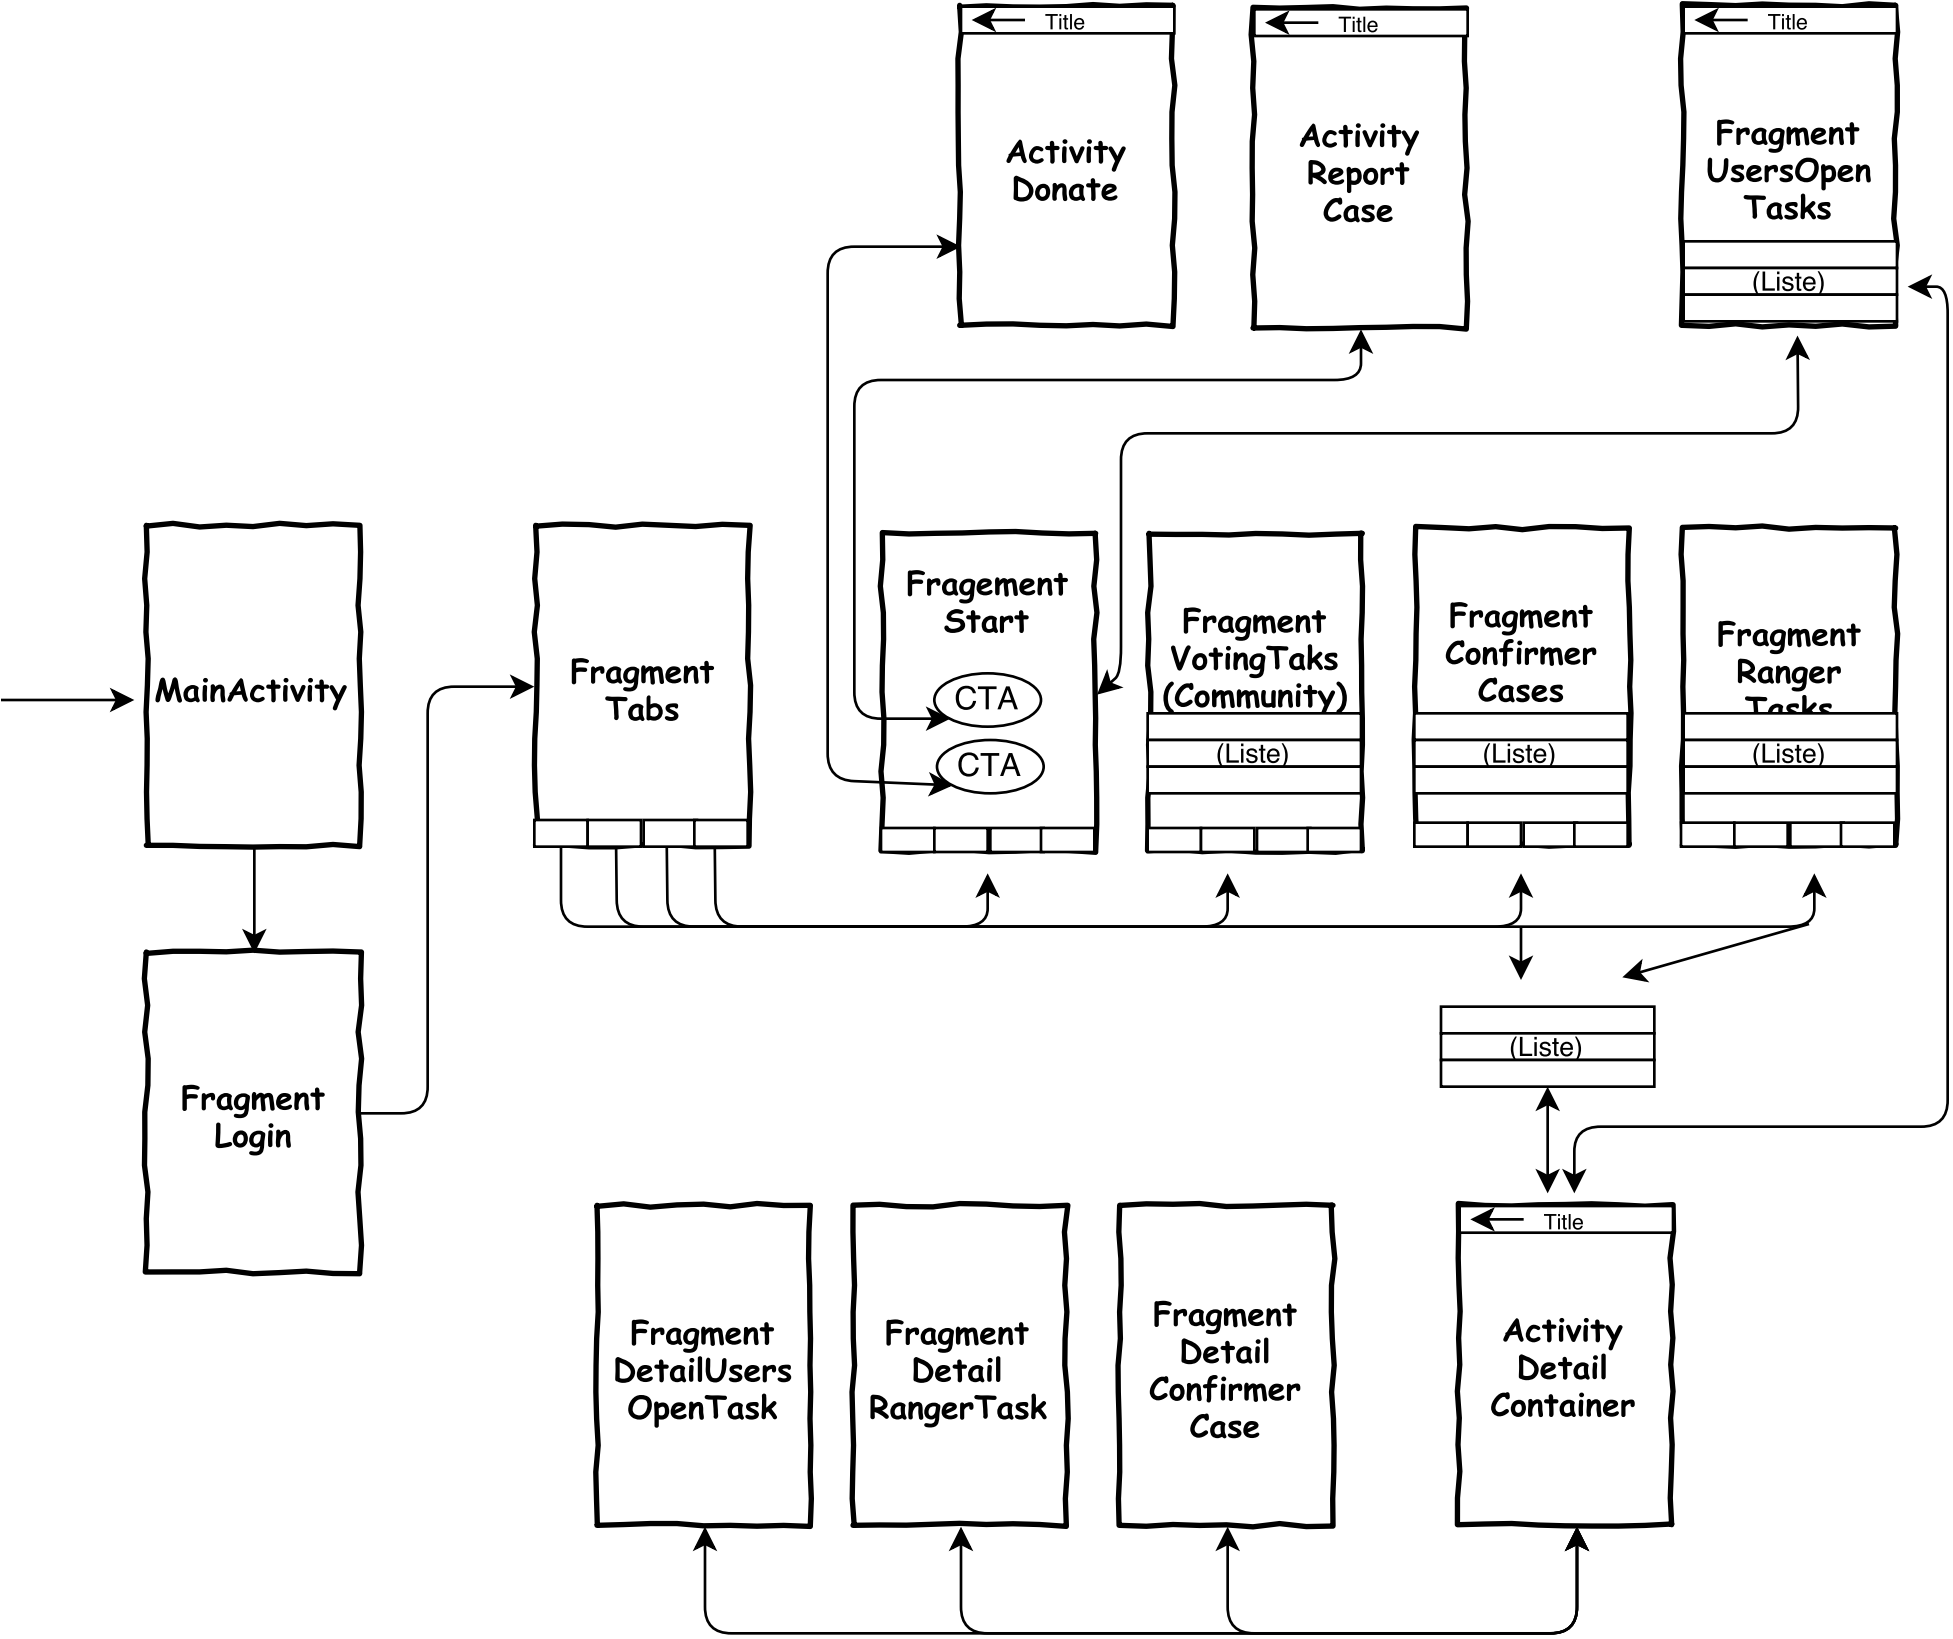 Title
Title
Title
Activity
Donate
Activity
Report
Case
Fragment
UsersOpen
Tasks
(Liste)
MainActivity
Fragment
Tabs
Fragement
Start
CTA
CTA
Fragment
VotingTaks
(Community)
(Liste)
Fragment
Confirmer
Cases
(Liste)
Fragment
Ranger
Tasks
(Liste)
Fragment
Login
(Liste)
Fragment
DetailUsers
OpenTask
Fragment
Detail
RangerTask
Fragment
Detail
Confirmer
Case
Title
Activity
Detail
Container